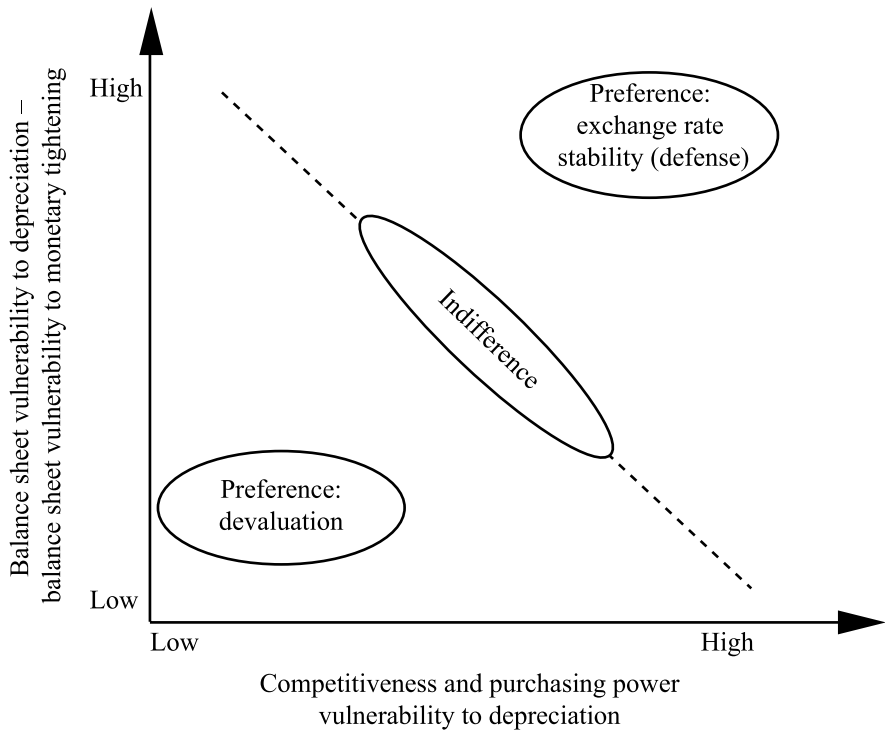 Balance sheet vulnerability to depreciation –
balance sheet vulnerability to monetary tightening
High
Preference:
exchange rate
stability (defense)
Indifference
Preference:
devaluation
Low
Low
High
Competitiveness and purchasing power
vulnerability to depreciation